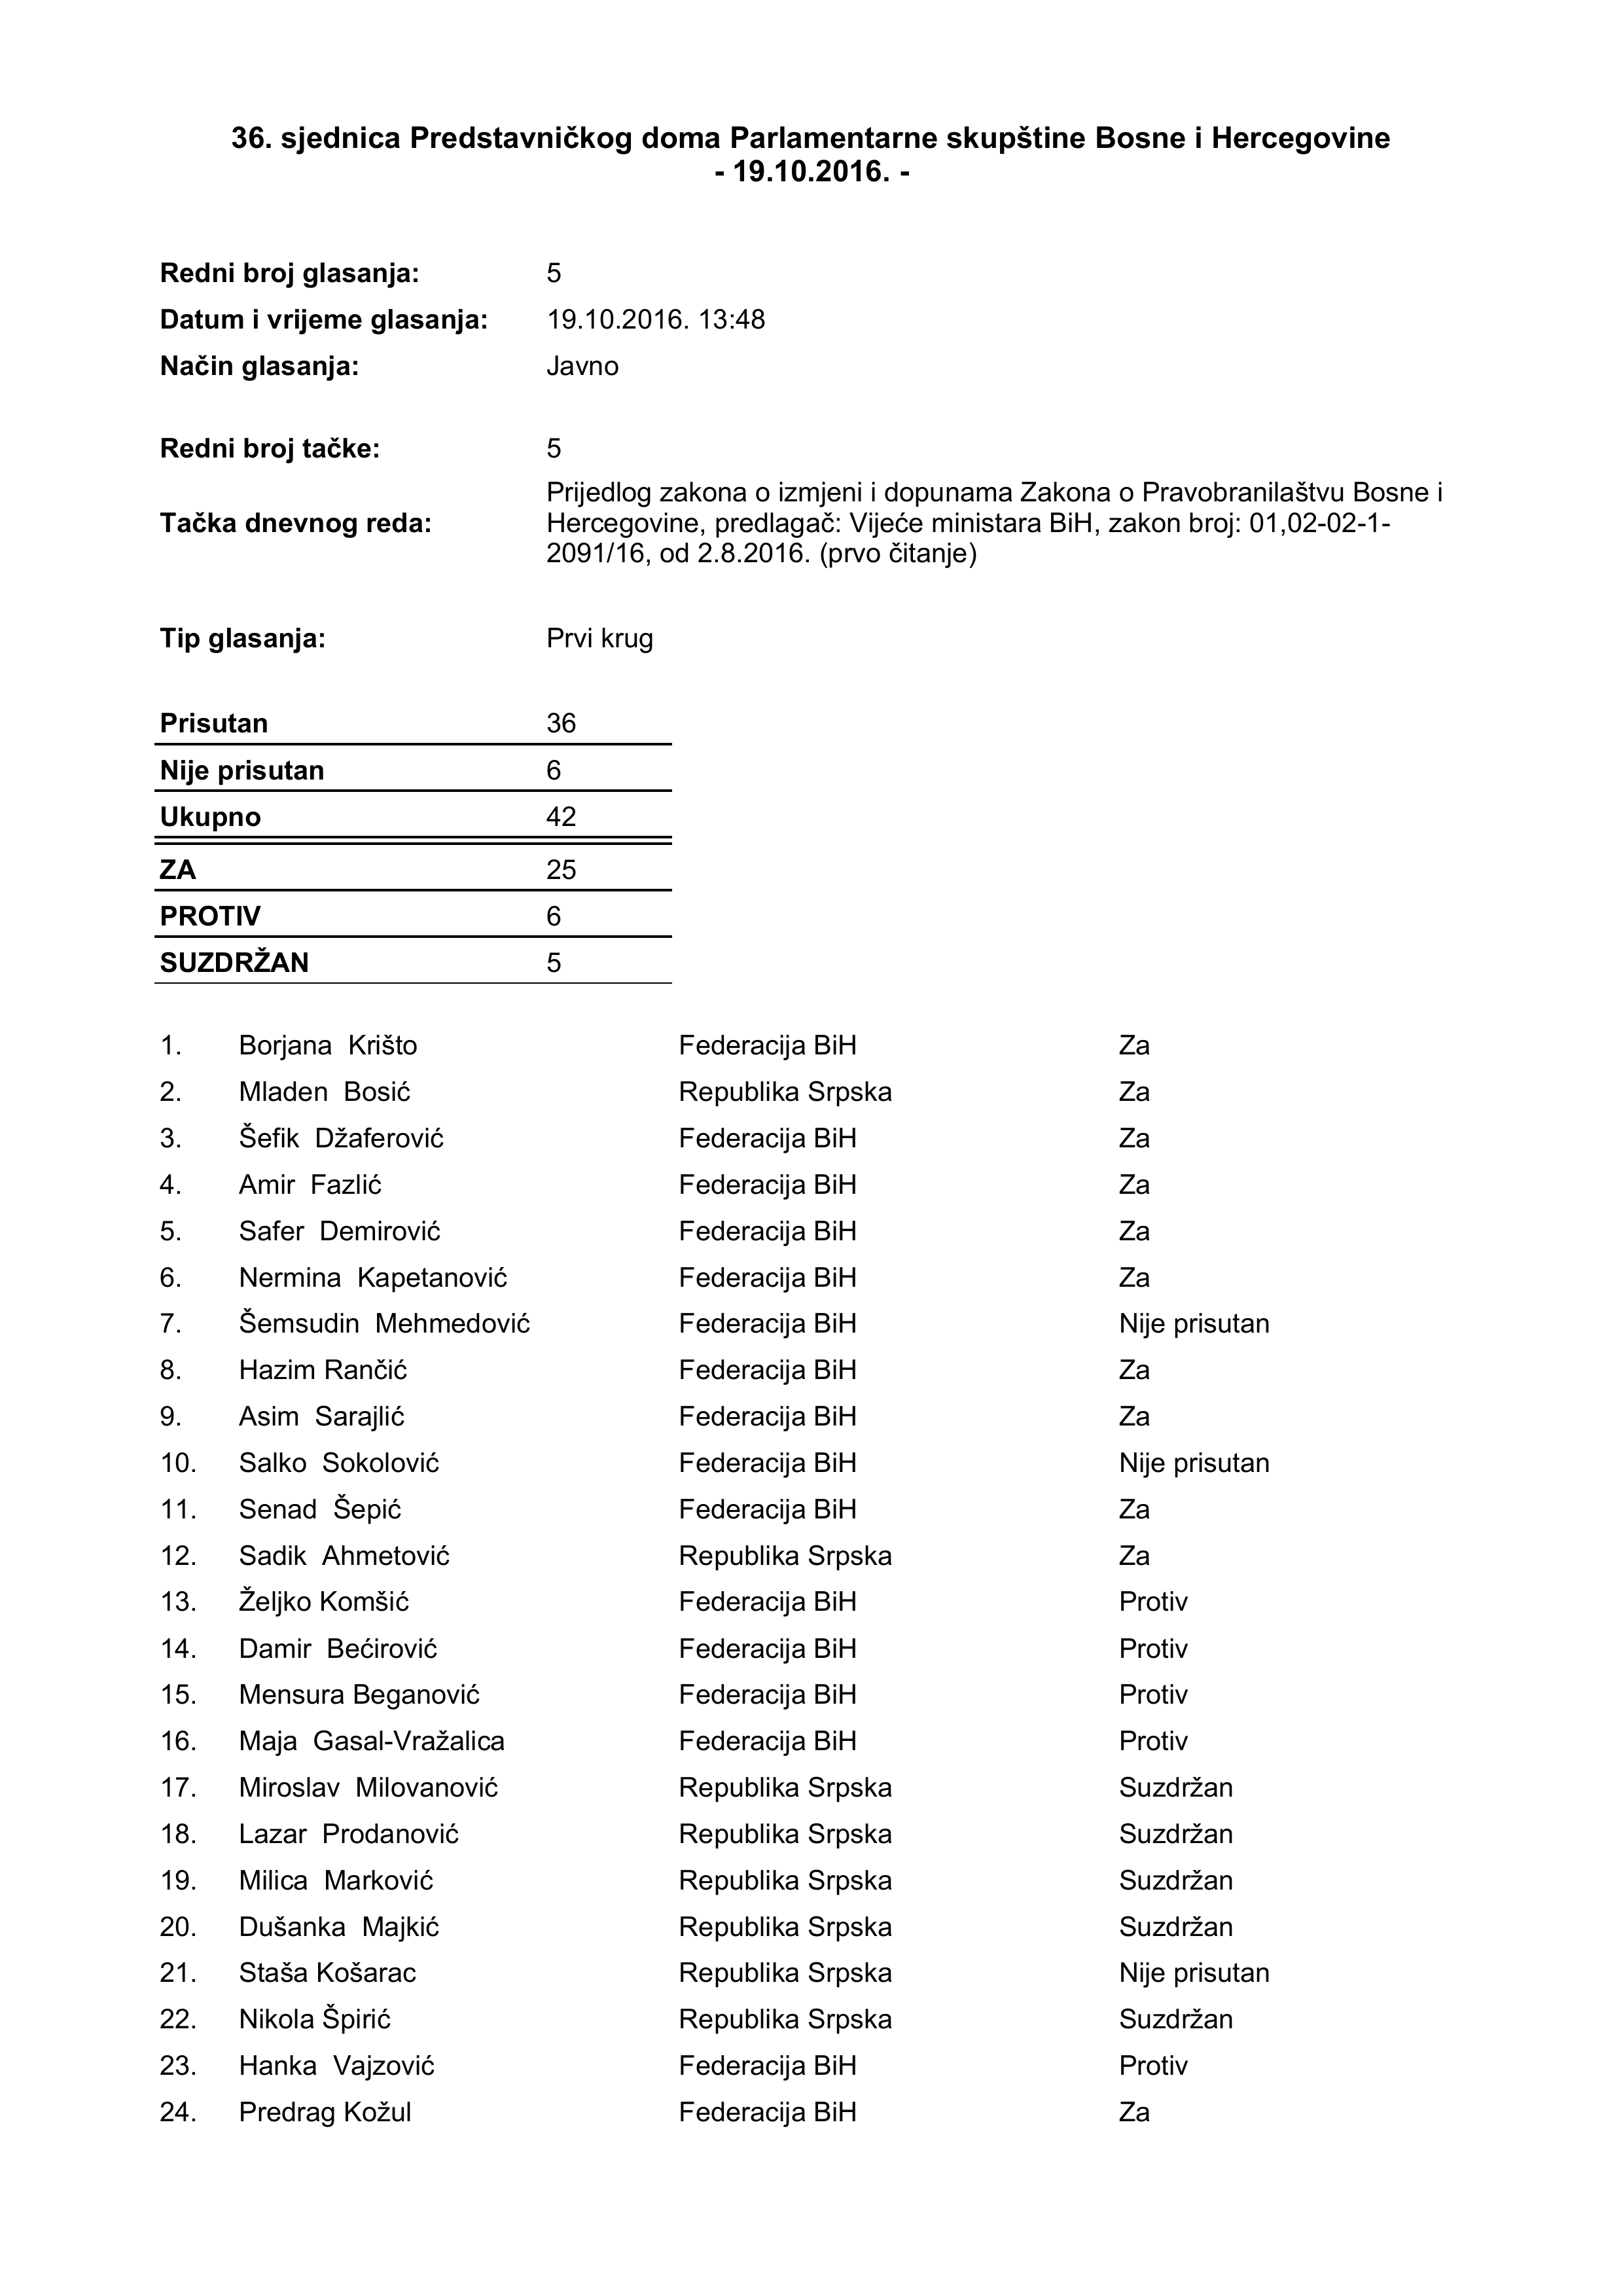 36. sjednica Predstavničkog doma Parlamentarne skupštine Bosne i Hercegovine
- 19.10.2016. -
Redni broj glasanja: 5
Datum i vrijeme glasanja: 19.10.2016. 13:48
Način glasanja: Javno
Redni broj tačke: 5
Tačka dnevnog reda: Prijedlog zakona o izmjeni i dopunama Zakona o Pravobranilaštvu Bosne i
Hercegovine, predlagač: Vijeće ministara BiH, zakon broj: 01,02-02-1-
2091/16, od 2.8.2016. (prvo čitanje)
Tip glasanja: Prvi krug
Prisutan 36
Nije prisutan 6
Ukupno 42
ZA 25
PROTIV 6
SUZDRŽAN 5
1. Borjana Krišto Federacija BiH Za
2. Mladen Bosić Republika Srpska Za
3. Šefik Džaferović Federacija BiH Za
4. Amir Fazlić Federacija BiH Za
5. Safer Demirović Federacija BiH Za
6. Nermina Kapetanović Federacija BiH Za
7. Šemsudin Mehmedović Federacija BiH Nije prisutan
8. Hazim Rančić Federacija BiH Za
9. Asim Sarajlić Federacija BiH Za
10. Salko Sokolović Federacija BiH Nije prisutan
11. Senad Šepić Federacija BiH Za
12. Sadik Ahmetović Republika Srpska Za
13. Željko Komšić Federacija BiH Protiv
14. Damir Bećirović Federacija BiH Protiv
15. Mensura Beganović Federacija BiH Protiv
16. Maja Gasal-Vražalica Federacija BiH Protiv
17. Miroslav Milovanović Republika Srpska Suzdržan
18. Lazar Prodanović Republika Srpska Suzdržan
19. Milica Marković Republika Srpska Suzdržan
20. Dušanka Majkić Republika Srpska Suzdržan
21. Staša Košarac Republika Srpska Nije prisutan
22. Nikola Špirić Republika Srpska Suzdržan
23. Hanka Vajzović Federacija BiH Protiv
24. Predrag Kožul Federacija BiH Za